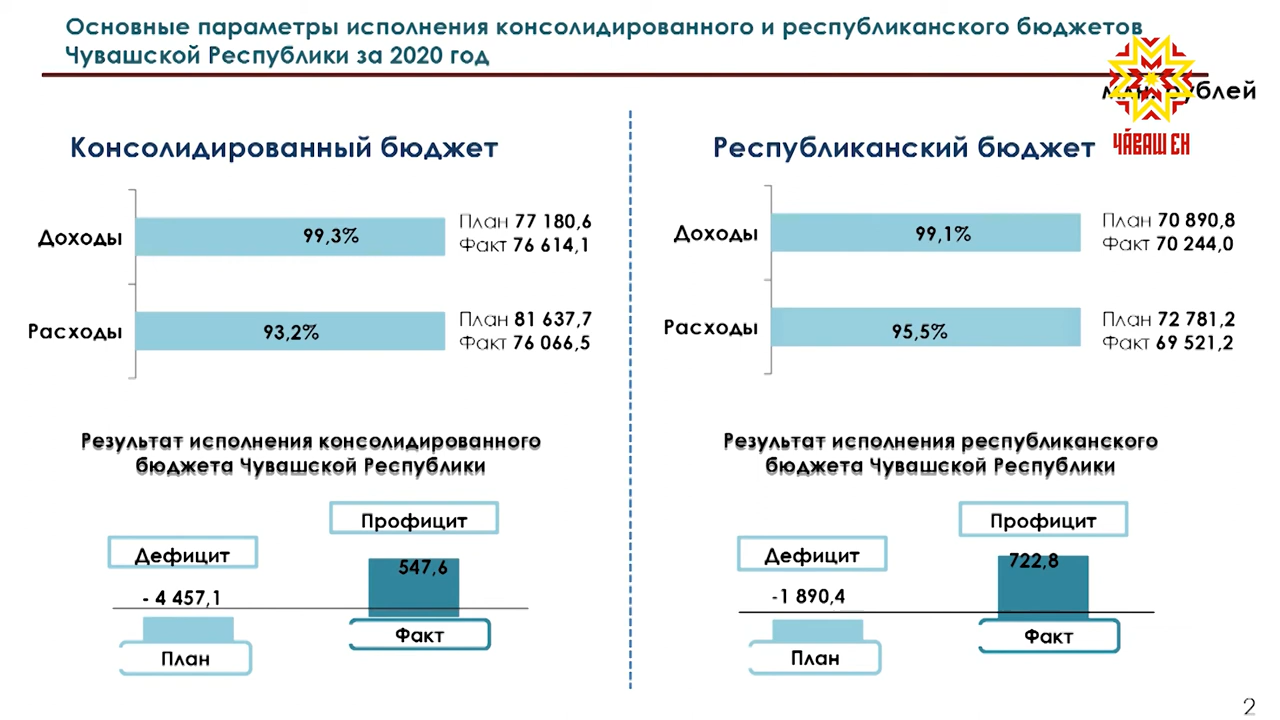 Основные параметры исполнения консолидированного и республиканского бюджетов
Чувашской Республики за 2020 год
рублей
ЧӐВАШ ЕН
Консолидированный бюджет
Доходы
99,3%
План 77 180,6
Факт 76 614,1
Расходы
93,2%
План 81 637,7
Факт 76 066,5
Результат исполнения консолидированного
бюджета Чувашской Республики
Профицит
Дефицит
547,6
- 4 457,1
Факт
План
Республиканский бюджет
Доходы
99,1%
План 70 890,8
Факт 70 244,0
Расходы
95,5%
План 72 781,2
Факт 69 521,2
Результат исполнения республиканского
бюджета Чувашской Республики
Профицит
Дефицит
722,8
-1 890,4
Факт
План
2